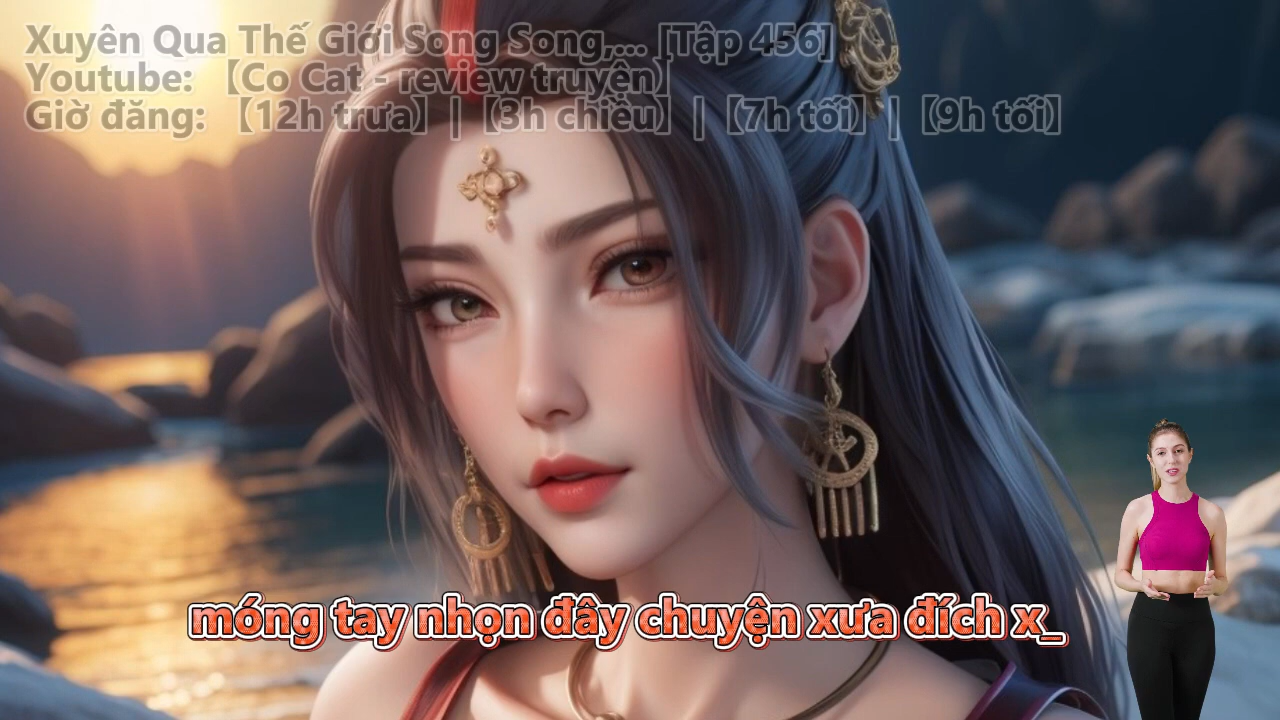 Xuyên Qua Thế Giới Song Song,... [Tập 456]
Youtube: 【Co Cat - review truyện】
Giờ đăng: 【12h trưa】 | 【3h chiều】 | 【7h tối】 | 【9h tối】
móng tay nhọn đây chuyện xưa đích x_